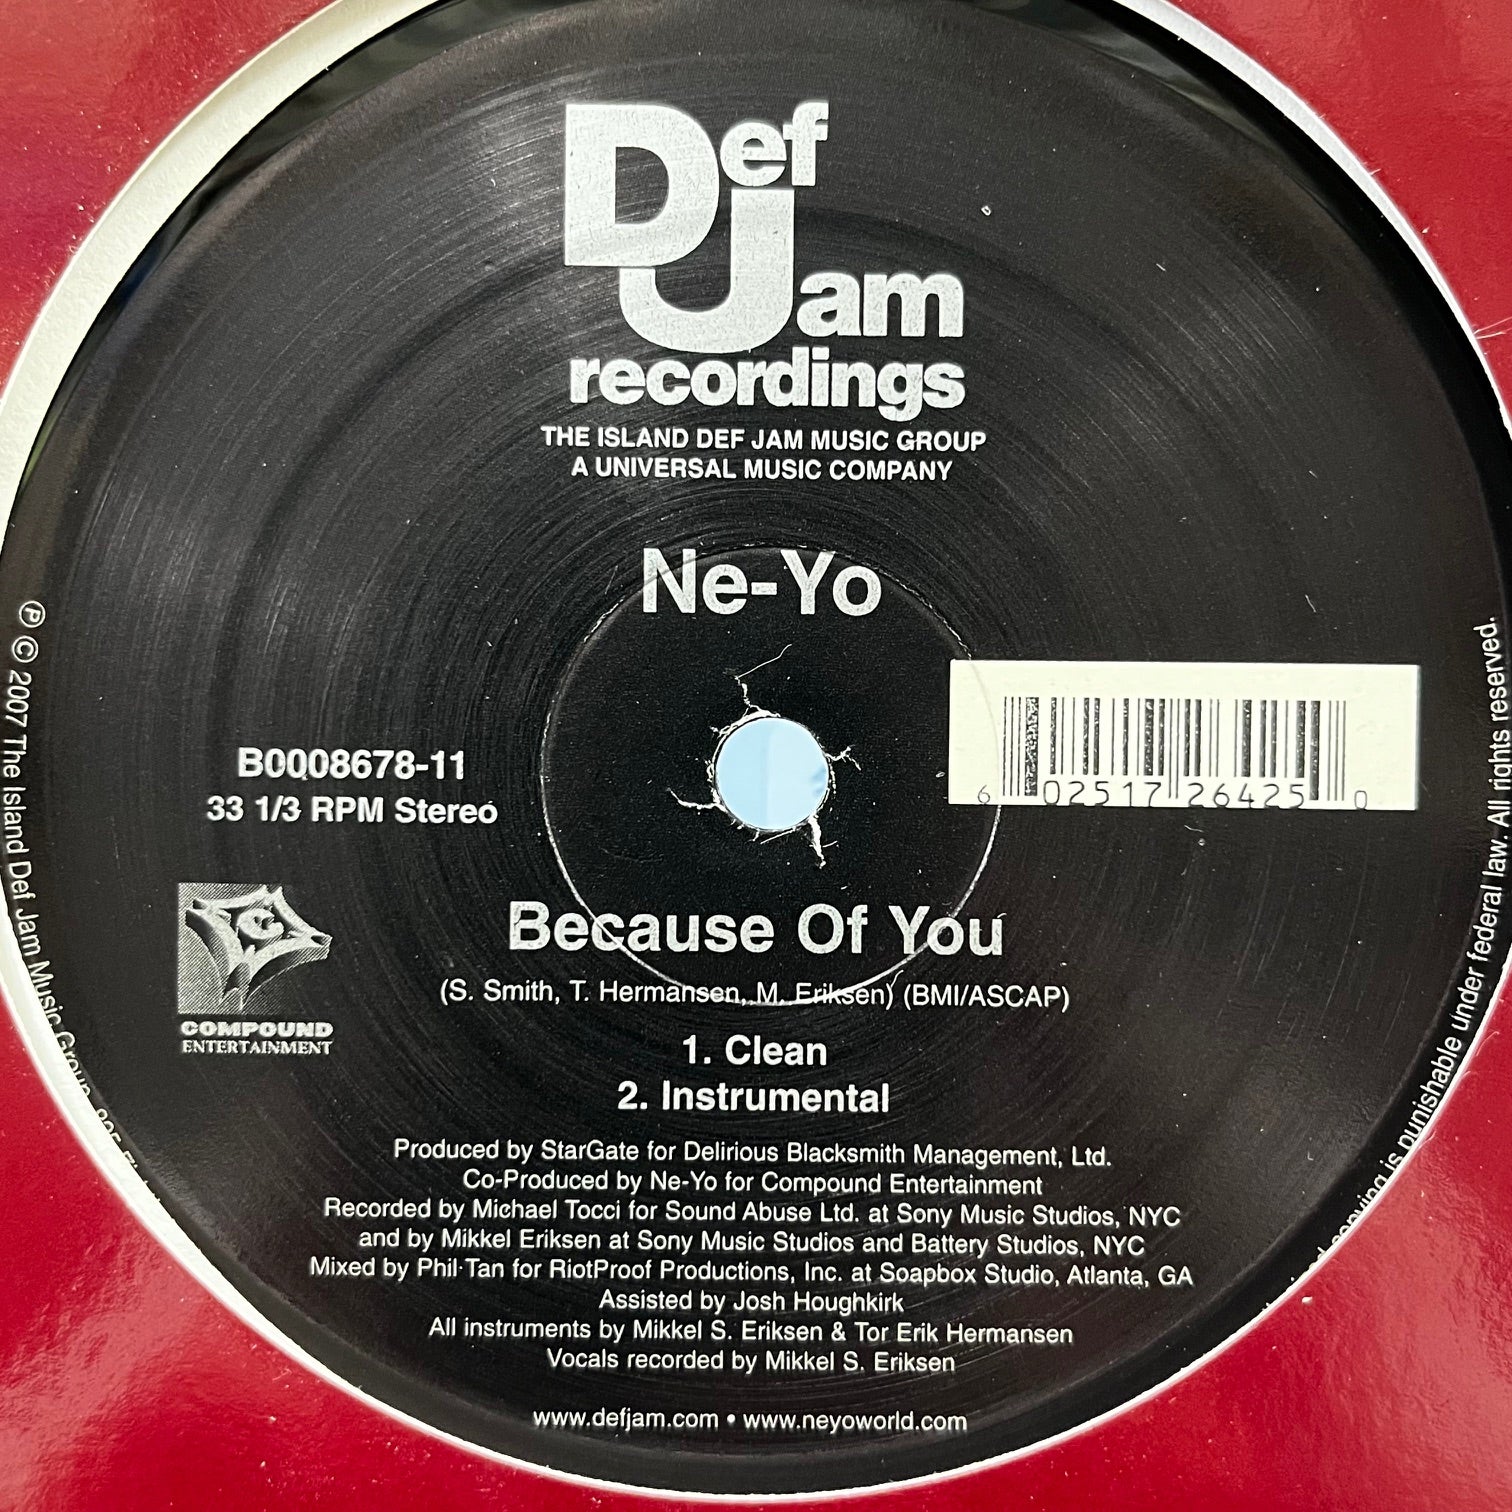 Def
Jam
recordings
THE ISLAND DEF JAM MUSIC GROUP
A UNIVERSAL MUSIC COMPANY
Ne-Yo
B0008678-11
33 1/3 RPM Stereo
6 02517 26425 0
C
COMPOUND
ENTERTAINMENT
Because Of You
(S. Smith, T. Hermansen, M. Eriksen) (BMI/ASCAP)
1. Clean
2. Instrumental
Produced by StarGate for Delirious Blacksmith Management, Ltd.
Co-Produced by Ne-Yo for Compound Entertainment
Recorded by Michael Tocci for Sound Abuse Ltd. at Sony Music Studios, NYC
and by Mikkel Eriksen at Sony Music Studios and Battery Studios, NYC
Mixed by Phil Tan for RiotProof Productions, Inc. at Soapbox Studio, Atlanta, GA
Assisted by Josh Houghkirk
All instruments by Mikkel S. Eriksen & Tor Erik Hermansen
Vocals recorded by Mikkel S. Eriksen
www.defjam.com • www.neyoworld.com
℗ © 2007 The Island Def Jam Music Group, 825
copying is punishable under federal law. All rights reserved.